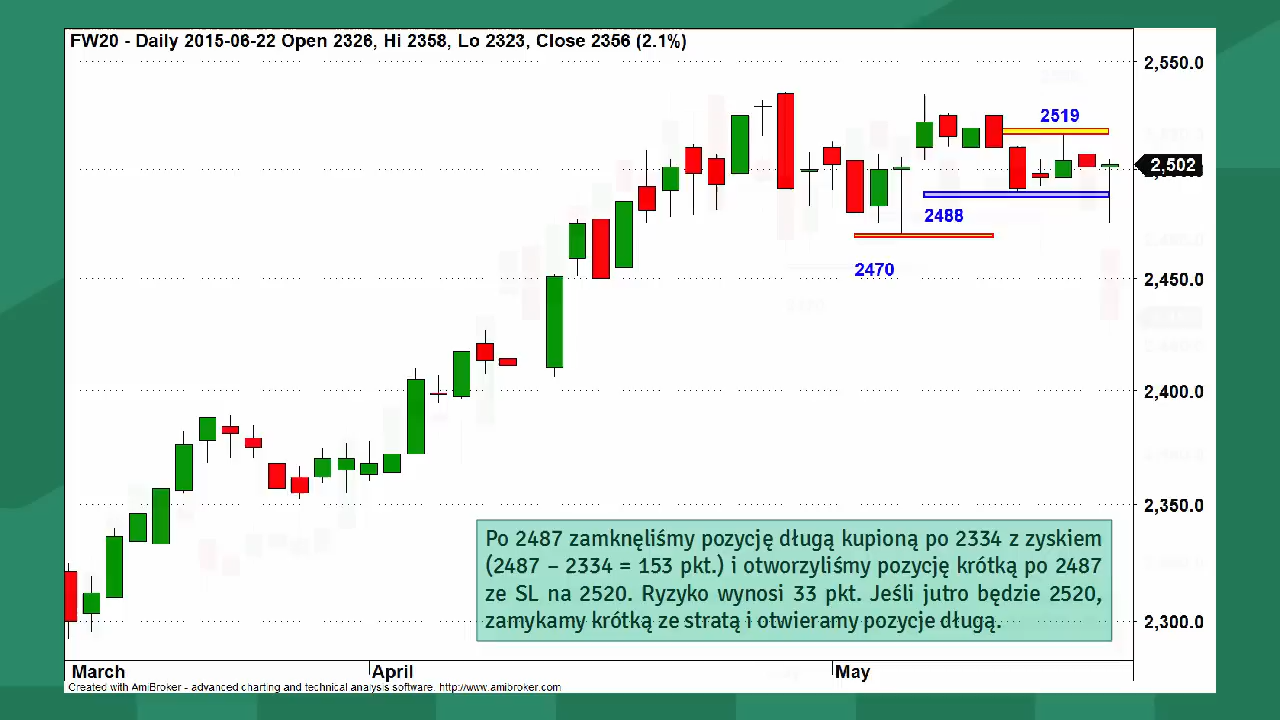 FW20 - Daily 2015-06-22 Open 2326, Hi 2358, Lo 2323, Close 2356 (2.1%)
2,550.0
2519
2,502
2488
2470
2,450.0
2,400.0
2,350.0
Po 2487 zamknęliśmy pozycję długą kupioną po 2334 z zyskiem
(2487 – 2334 = 153 pkt.) i otworzyliśmy pozycję krótką po 2487
ze SL na 2520. Ryzyko wynosi 33 pkt. Jeśli jutro będzie 2520,
zamykamy krótką ze stratą i otwieramy pozycje długą.
2,300.0
March April May
Created with AmiBroker - advanced charting and technical analysis software. http://www.amibroker.com